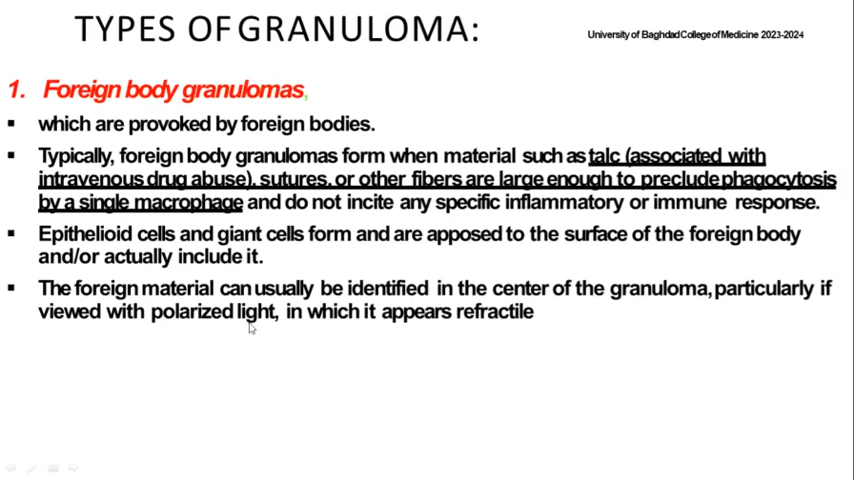 TYPES OF GRANULOMA:
University of Baghdad College of Medicine 2023-2024
1. Foreign body granulomas,
▪ which are provoked by foreign bodies.
▪ Typically, foreign body granulomas form when material such as talc (associated with
intravenous drug abuse), sutures, or other fibers are large enough to preclude phagocytosis
by a single macrophage and do not incite any specific inflammatory or immune response.
▪ Epithelioid cells and giant cells form and are apposed to the surface of the foreign body
and/or actually include it.
▪ The foreign material can usually be identified in the center of the granuloma, particularly if
viewed with polarized light, in which it appears refractile